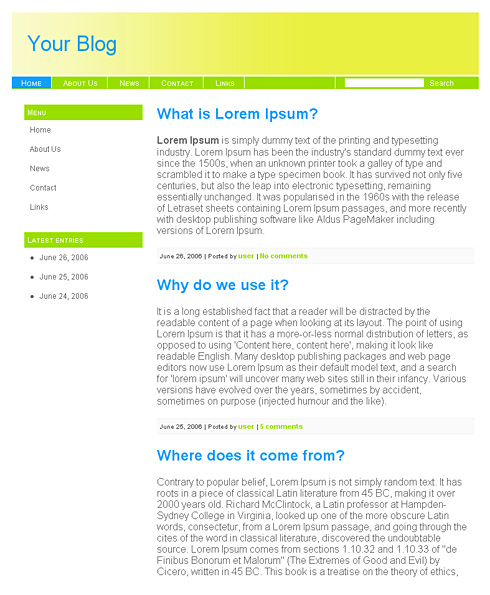 Your Blog
Home About Us News Contact Links Search
Menu
Home
About Us
News
Contact
Links
Latest entries
June 26, 2006
June 25, 2006
June 24, 2006
What is Lorem Ipsum?
Lorem Ipsum is simply dummy text of the printing and typesetting
industry. Lorem Ipsum has been the industry's standard dummy text ever
since the 1500s, when an unknown printer took a galley of type and
scrambled it to make a type specimen book. It has survived not only five
centuries, but also the leap into electronic typesetting, remaining
essentially unchanged. It was popularised in the 1960s with the release
of Letraset sheets containing Lorem Ipsum passages, and more recently
with desktop publishing software like Aldus PageMaker including
versions of Lorem Ipsum.
June 26, 2006 | Posted by user | No comments
Why do we use it?
It is a long established fact that a reader will be distracted by the
readable content of a page when looking at its layout. The point of using
Lorem Ipsum is that it has a more-or-less normal distribution of letters, as
opposed to using 'Content here, content here', making it look like
readable English. Many desktop publishing packages and web page
editors now use Lorem Ipsum as their default model text, and a search
for 'lorem ipsum' will uncover many web sites still in their infancy. Various
versions have evolved over the years, sometimes by accident,
sometimes on purpose (injected humour and the like).
June 26, 2006 | Posted by user | 5 comments
Where does it come from?
Contrary to popular belief, Lorem Ipsum is not simply random text. It has
roots in a piece of classical Latin literature from 45 BC, making it over
2000 years old. Richard McClintock, a Latin professor at Hampden-
Sydney College in Virginia, looked up one of the more obscure Latin
words, consectetur, from a Lorem Ipsum passage, and going through the
cites of the word in classical literature, discovered the undoubtable
source. Lorem Ipsum comes from sections 1.10.32 and 1.10.33 of "de
Finibus Bonorum et Malorum" (The Extremes of Good and Evil) by
Cicero, written in 45 BC. This book is a treatise on the theory of ethics,